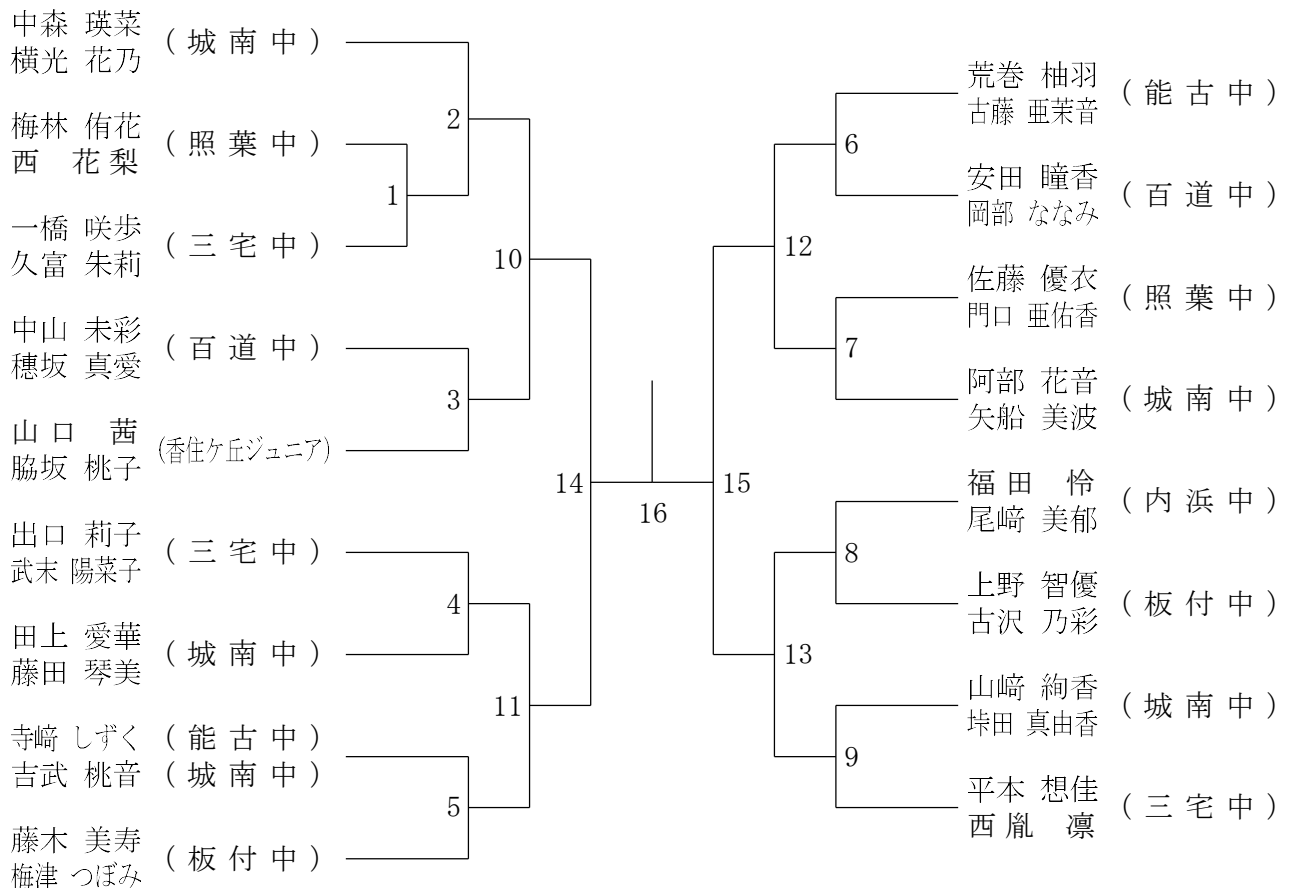 中森 瑛菜 (城南中)
横光 花乃
梅林 侑花 (照葉中)
西 花梨
一橋 咲歩 (三宅中)
久富 朱莉
中山 未彩 (百道中)
穗坂 真愛
山口 茜 (香住ケ丘ジュニア)
脇坂 桃子
出口 莉子 (三宅中)
武末 陽菜子
田上 愛華 (城南中)
藤田 琴美
寺﨑 しずく (能古中)
吉武 桃音 (城南中)
藤木 美寿 (板付中)
梅津 つぼみ
2
1
10
3
14
4
11
5
16
6
12
7
15
8
13
9
荒巻 柚羽 (能古中)
古藤 亜茉音
安田 瞳香 (百道中)
岡部 ななみ
佐藤 優衣 (照葉中)
門口 亜佑香
阿部 花音 (城南中)
矢船 美波
福田 怜 (内浜中)
尾﨑 美郁
上野 智優 (板付中)
古沢 乃彩
山﨑 絢香 (城南中)
垰田 真由香
平本 想佳 (三宅中)
西胤 凛